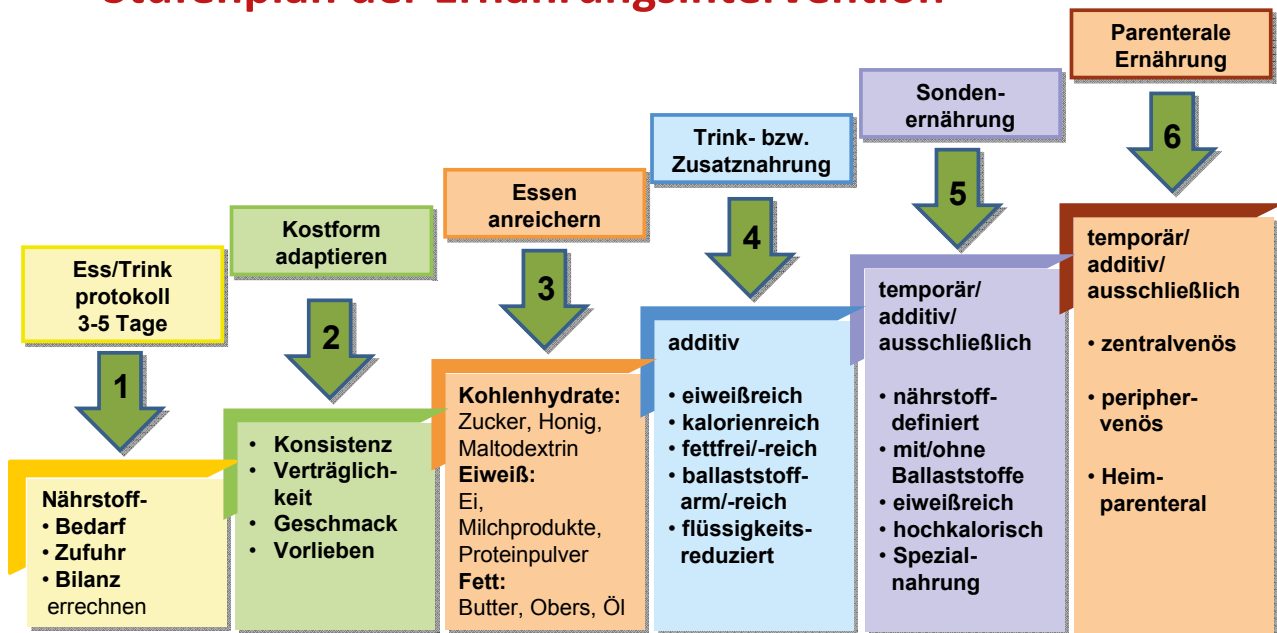 Stufenplan der Ernährungsintervention
Ess/Trink
protokoll
3-5 Tage
1
Nährstoff-
• Bedarf
• Zufuhr
• Bilanz
errechnen
Kostform
adaptieren
2
• Konsistenz
• Verträglich-
keit
• Geschmack
• Vorlieben
Essen
anreichern
3
Kohlenhydrate:
Zucker, Honig,
Maltodextrin
Eiweiß:
Ei,
Milchprodukte,
Proteinpulver
Fett:
Butter, Obers, Öl
Trink- bzw.
Zusatznahrung
4
additiv
• eiweißreich
• kalorienreich
• fettfrei/-reich
• ballaststoff-
arm/-reich
• flüssigkeits-
reduziert
Sonden-
ernährung
5
temporär/
additiv/
ausschließlich
• nährstoff-
definiert
• mit/ohne
Ballaststoffe
• eiweißreich
• hochkalorisch
• Spezial-
nahrung
Parenterale
Ernährung
6
temporär/
additiv/
ausschließlich
• zentralvenös
• peripher-
venös
• Heim-
parenteral